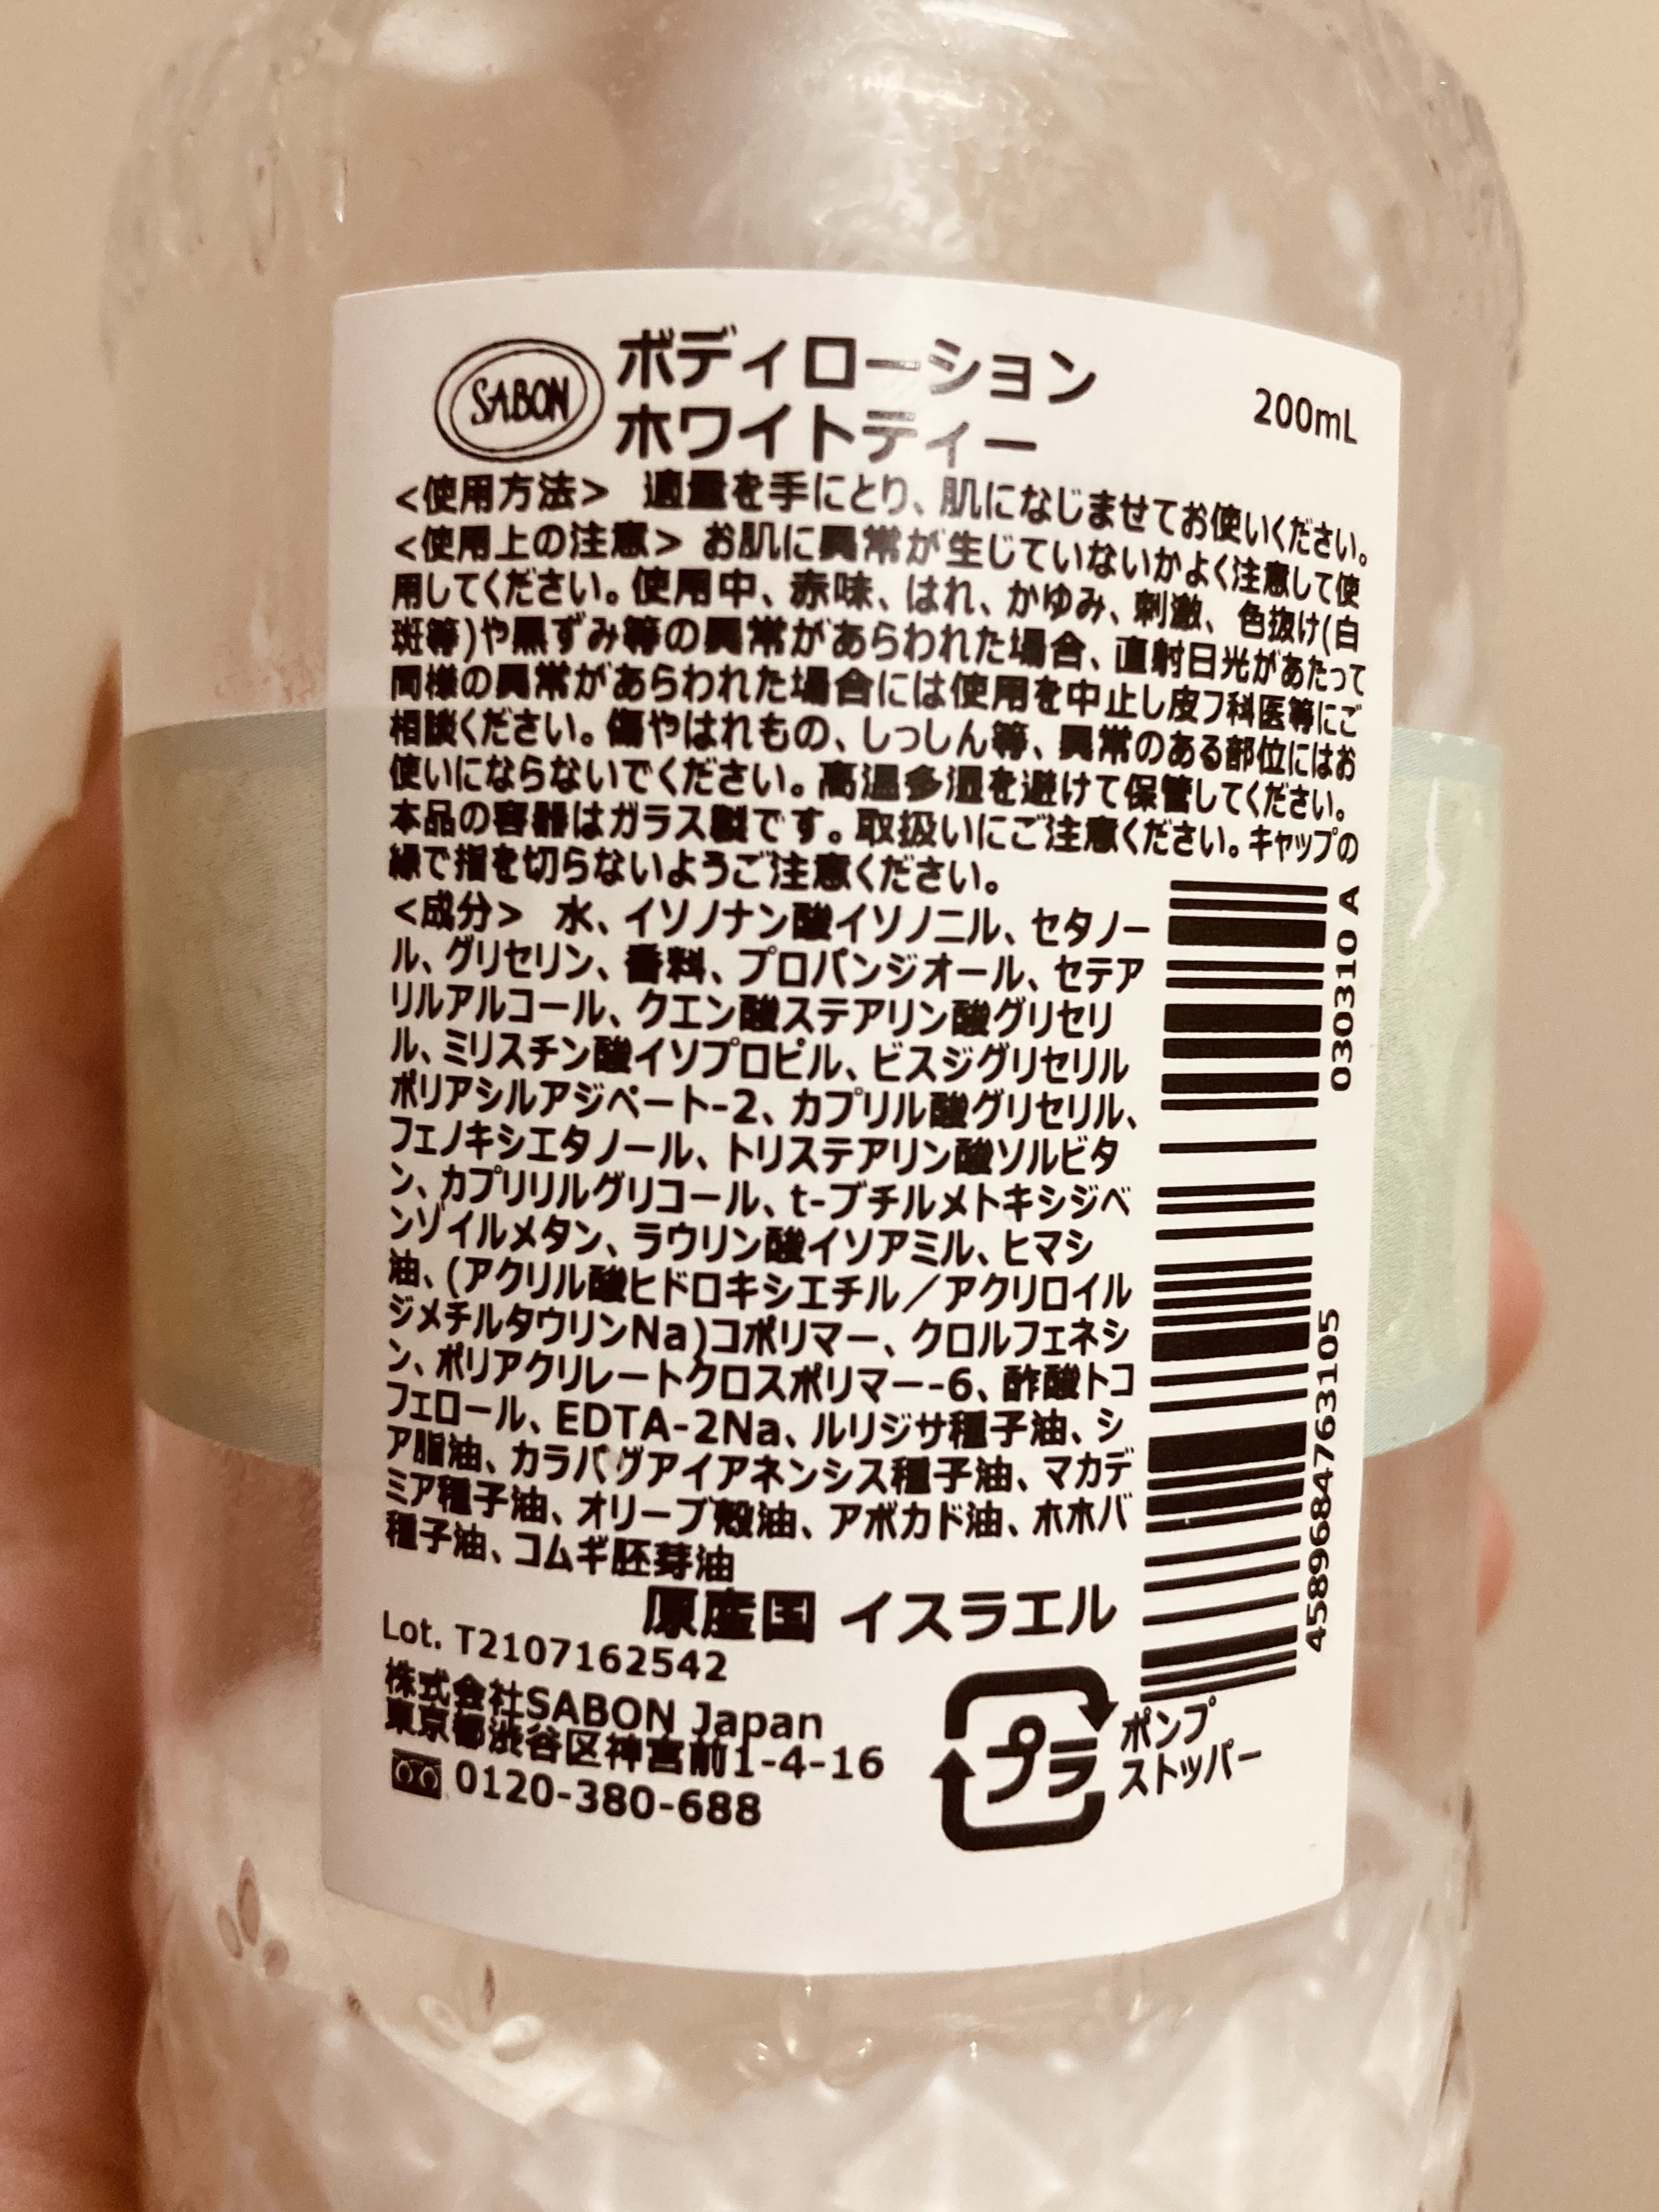 SABON
ボディローション
ホワイトティー
200mL
<使用方法> 適量を手にとり、肌になじませてお使いください。
<使用上の注意> お肌に異常が生じていないかよく注意して使
用してください。使用中、赤味、はれ、かゆみ、刺激、色抜け(白
斑等)や黒ずみ等の異常があらわれた場合、直射日光があたって
同様の異常があらわれた場合には使用を中止し皮フ科医等にご
相談ください。傷やはれもの、しっしん等、異常のある部位にはお
使いにならないでください。高温多湿を避けて保管してください。
本品の容器はガラス製です。取扱いにご注意ください。キャップの
縁で指を切らないようご注意ください。
<成分> 水、イソノナン酸イソノニル、セタノー
ル、グリセリン、香料、プロパンジオール、セテア
リルアルコール、クエン酸ステアリン酸グリセリ
ル、ミリスチン酸イソプロピル、ビスジグリセリル
ポリアシルアジペート-2、カプリル酸グリセリル、
フェノキシエタノール、トリステアリン酸ソルビタ
ン、カプリリルグリコール、t-ブチルメトキシジベ
ンゾイルメタン、ラウリン酸イソアミル、ヒマシ
油、(アクリル酸ヒドロキシエチル／アクリロイル
ジメチルタウリンNa)コポリマー、クロルフェネシ
ン、ポリアクリレートクロスポリマー-6、酢酸トコ
フェロール、EDTA-2Na、ルリジサ種子油、シ
ア脂油、カラパグアイアネンシス種子油、マカデ
ミア種子油、オリーブ殻油、アボカド油、ホホバ
種子油、コムギ胚芽油
原産国 イスラエル
Lot. T2107162542
株式会社SABON Japan
東京都渋谷区神宮前1-4-16
0120-380-688
プラ
ポンプ
ストッパー
030310 A
4589684763105